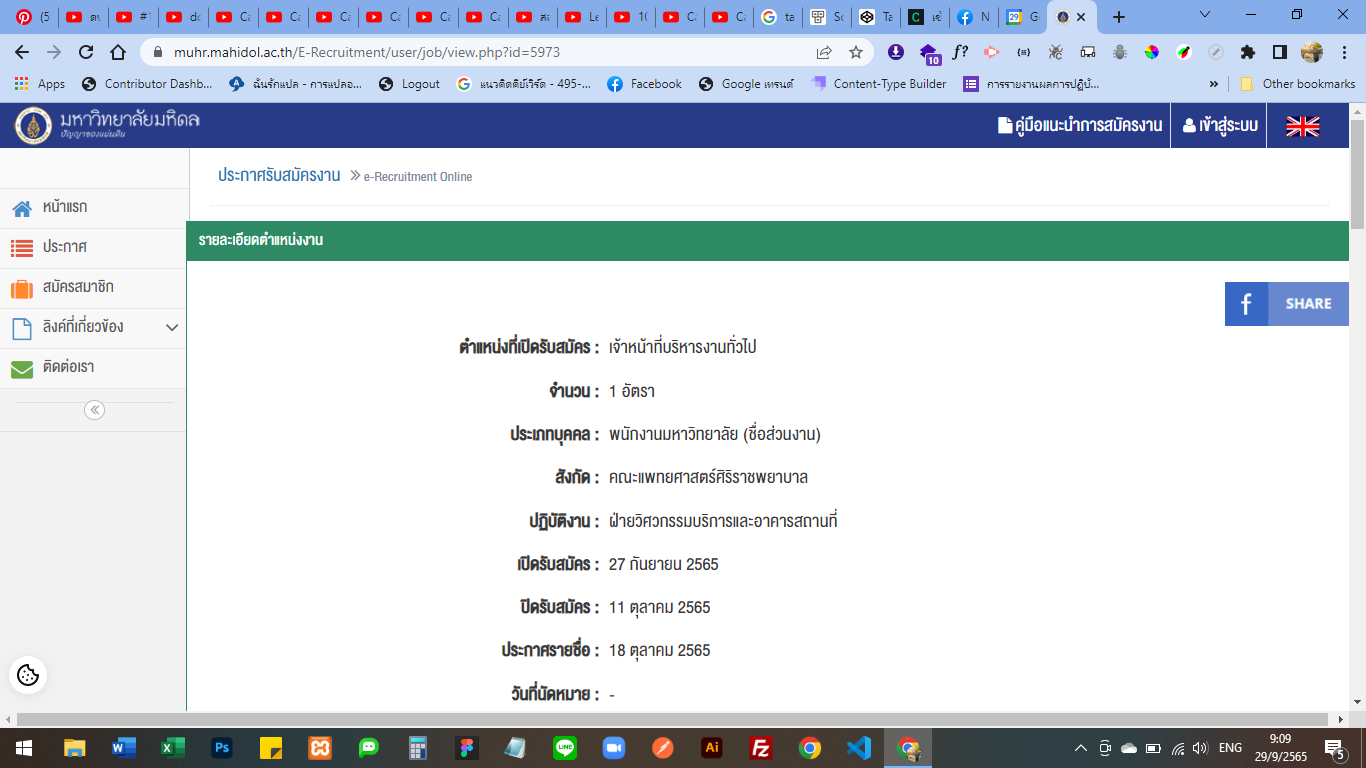 (5
ตา
#1
do
Ca
Ca
Ca
Ca
Ca
Ca
สอ
Le
10
Ca
Ca
ta
Sc
Ta
เข้
N
G
muhr.mahidol.ac.th/E-Recruitment/user/job/view.php?id=5973
10
Apps
Contributor Dashb...
ฉันรักแปล - การแปลอ...
Logout
แนวคิดคีย์เวิร์ด - 495-...
Facebook
Google เทรนด์
Content-Type Builder
การรายงานผลการปฏิบั...
Other bookmarks
มหาวิทยาลัยมหิดล
ปัญญาของแผ่นดิน
คู่มือแนะนำการสมัครงาน
เข้าสู่ระบบ
ประกาศรับสมัครงาน » e-Recruitment Online
หน้าแรก
ประกาศ
สมัครสมาชิก
ลิงค์ที่เกี่ยวข้อง
ติดต่อเรา
รายละเอียดตำแหน่งงาน
f SHARE
ตำแหน่งที่เปิดรับสมัคร : เจ้าหน้าที่บริหารงานทั่วไป
จำนวน : 1 อัตรา
ประเภทบุคคล : พนักงานมหาวิทยาลัย (ชื่อส่วนงาน)
สังกัด : คณะแพทยศาสตร์ศิริราชพยาบาล
ปฏิบัติงาน : ฝ่ายวิศวกรรมบริการและอาคารสถานที่
เปิดรับสมัคร : 27 กันยายน 2565
ปิดรับสมัคร : 11 ตุลาคม 2565
ประกาศรายชื่อ : 18 ตุลาคม 2565
วันที่นัดหมาย : -
ENG
9:09
29/9/2565
5